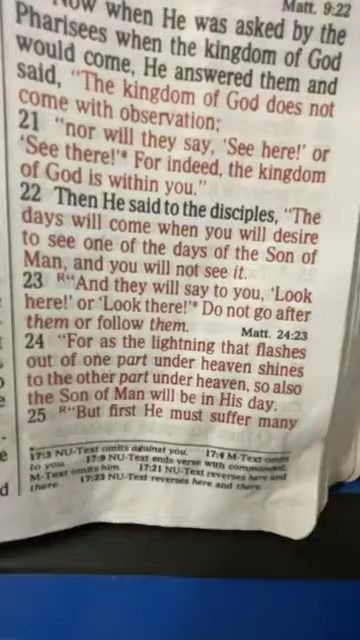 Matt. 9:22
Now when He was asked by the
Pharisees when the kingdom of God
would come, He answered them and
said, "The kingdom of God does not
come with observation;
21 "nor will they say, 'See here!' or
'See there!'* For indeed, the kingdom
of God is within you."
22 Then He said to the disciples, "The
days will come when you will desire
to see one of the days of the Son of
Man, and you will not see it.
23 R"And they will say to you, 'Look
here!' or 'Look there!'* Do not go after
them or follow them. Matt. 24:23
24 "For as the lightning that flashes
out of one part under heaven shines
to the other part under heaven, so also
the Son of Man will be in His day.
25 R"But first He must suffer many
*17:3 NU-Text omits against you. 17:4 M-Text omits
to you. 17:9 NU-Text ends verse with commanded;
M-Text omits him. 17:21 NU-Text reverses here and
there. 17:23 NU-Text reverses here and there.